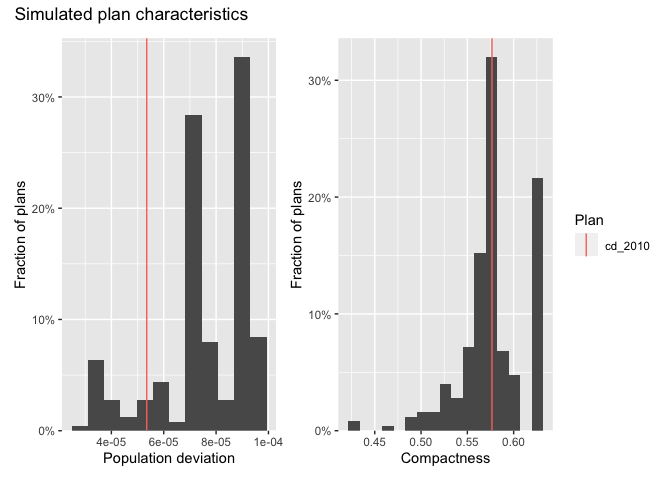 Simulated plan characteristics
Fraction of plans
30%
20%
10%
0%
4e-05 6e-05 8e-05 1e-04
Population deviation
Fraction of plans
30%
20%
10%
0%
0.45 0.50 0.55 0.60
Compactness
Plan
cd_2010